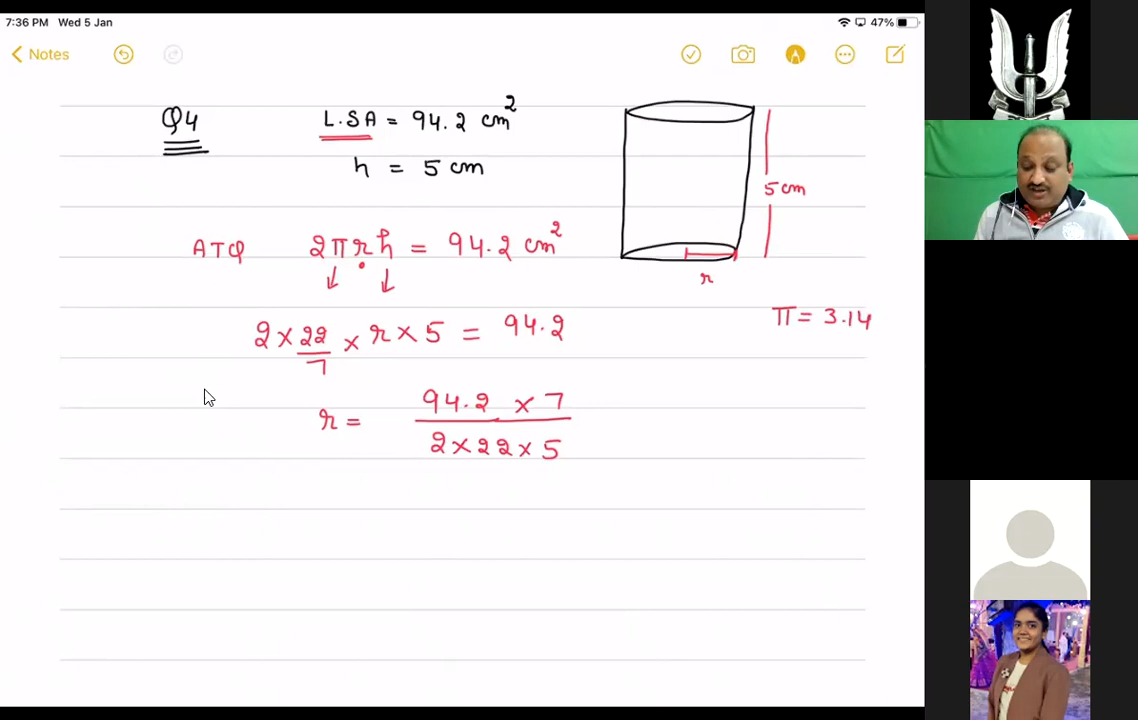 7:36 PM Wed 5 Jan
47%
Notes
Q4 L.SA = 94.2 cm²
h = 5 cm
5 cm
ATQ 2πrh = 94.2 cm²
r
π = 3.14
2 × 22/7 × r × 5 = 94.2
r = 94.2 × 7 / 2 × 22 × 5